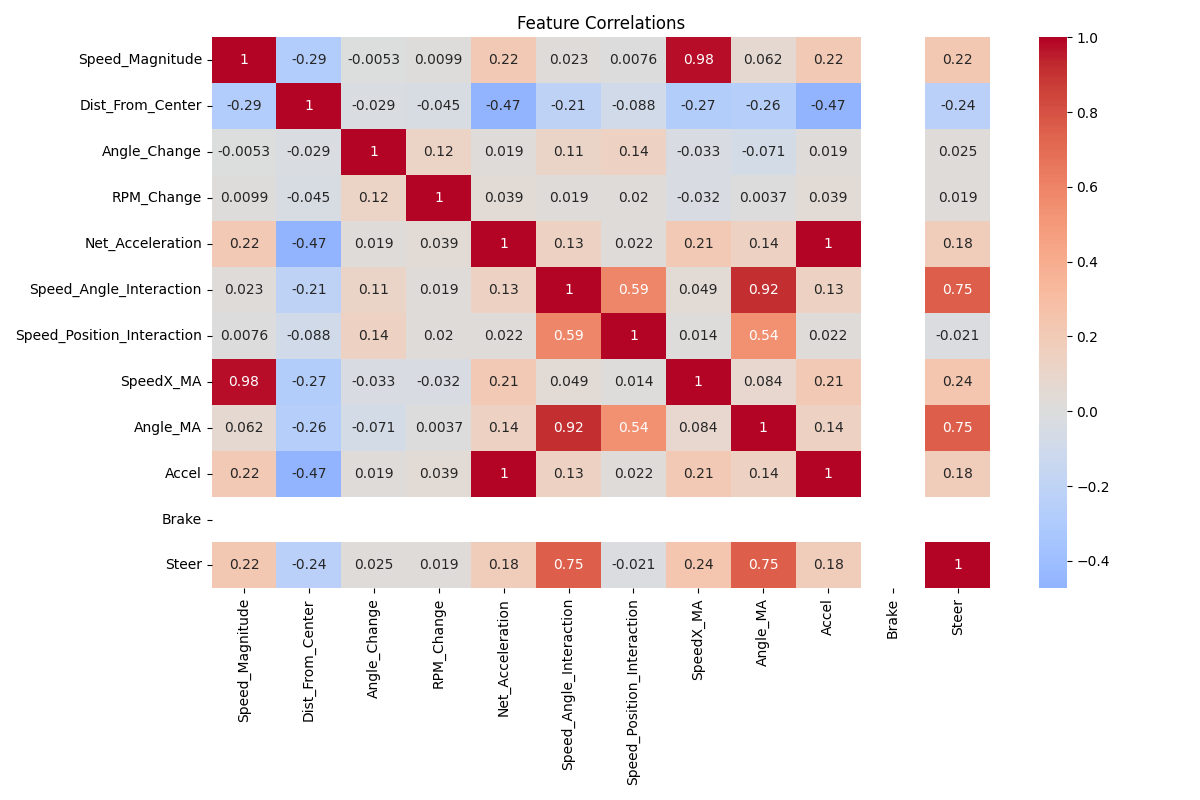 Feature Correlations
Speed_Magnitude 1 -0.29 -0.0053 0.0099 0.22 0.023 0.0076 0.98 0.062 0.22 0.22
Dist_From_Center -0.29 1 -0.029 -0.045 -0.47 -0.21 -0.088 -0.27 -0.26 -0.47 -0.24
Angle_Change -0.0053 -0.029 1 0.12 0.019 0.11 0.14 -0.033 -0.071 0.019 0.025
RPM_Change 0.0099 -0.045 0.12 1 0.039 0.019 0.02 -0.032 0.0037 0.039 0.019
Net_Acceleration 0.22 -0.47 0.019 0.039 1 0.13 0.022 0.21 0.14 1 0.18
Speed_Angle_Interaction 0.023 -0.21 0.11 0.019 0.13 1 0.59 0.049 0.92 0.13 0.75
Speed_Position_Interaction 0.0076 -0.088 0.14 0.02 0.022 0.59 1 0.014 0.54 0.022 -0.021
SpeedX_MA 0.98 -0.27 -0.033 -0.032 0.21 0.049 0.014 1 0.084 0.21 0.24
Angle_MA 0.062 -0.26 -0.071 0.0037 0.14 0.92 0.54 0.084 1 0.14 0.75
Accel 0.22 -0.47 0.019 0.039 1 0.13 0.022 0.21 0.14 1 0.18
Brake
Steer 0.22 -0.24 0.025 0.019 0.18 0.75 -0.021 0.24 0.75 0.18 1
Speed_Magnitude
Dist_From_Center
Angle_Change
RPM_Change
Net_Acceleration
Speed_Angle_Interaction
Speed_Position_Interaction
SpeedX_MA
Angle_MA
Accel
Brake
Steer
1.0
0.8
0.6
0.4
0.2
0.0
−0.2
−0.4